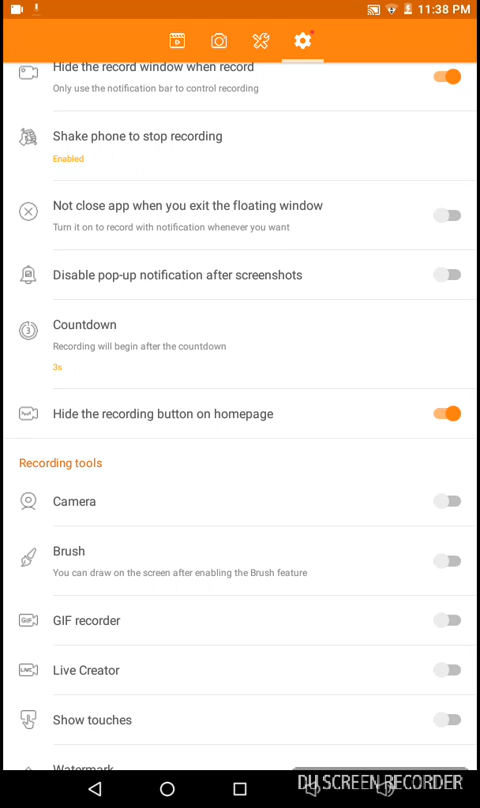 11:38 PM
Hide the record window when record
Only use the notification bar to control recording
Shake phone to stop recording
Enabled
Not close app when you exit the floating window
Turn it on to record with notification whenever you want
Disable pop-up notification after screenshots
3
Countdown
Recording will begin after the countdown
3s
Hide the recording button on homepage
Recording tools
Camera
Brush
You can draw on the screen after enabling the Brush feature
GIF
GIF recorder
LIVE
Live Creator
Show touches
Watermark
DU SCREEN RECORDER